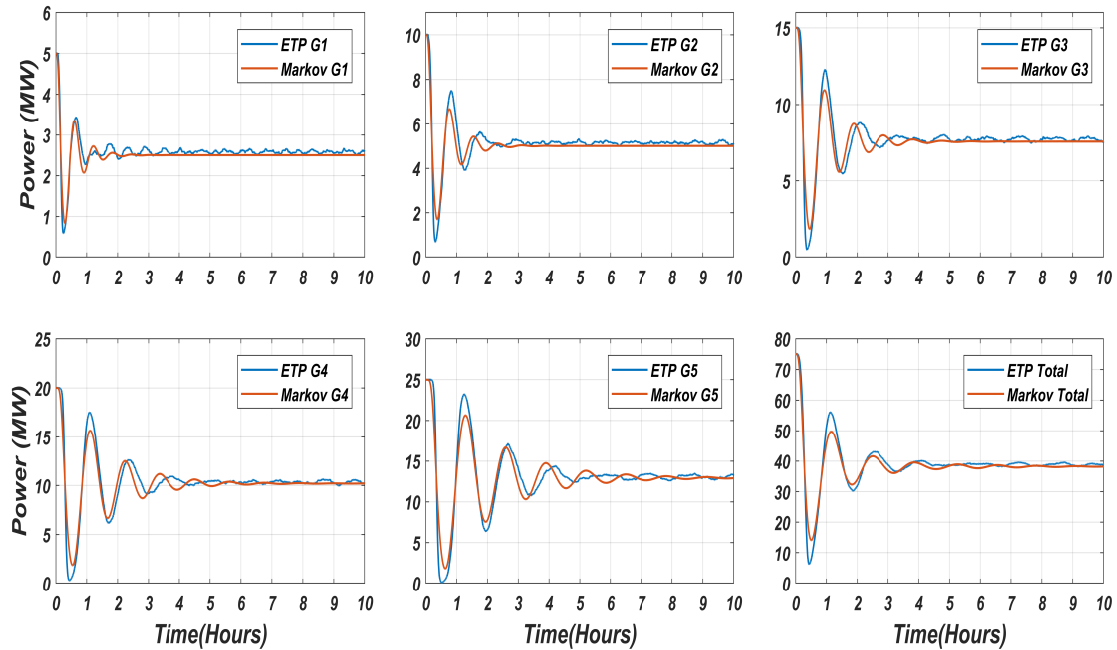 Power (MW)
6
5
4
3
2
1
0
0 1 2 3 4 5 6 7 8 9 10
ETP G1
Markov G1
10
8
6
4
2
0
0 1 2 3 4 5 6 7 8 9 10
ETP G2
Markov G2
15
10
5
0
0 1 2 3 4 5 6 7 8 9 10
ETP G3
Markov G3
Power (MW)
25
20
15
10
5
0
0 1 2 3 4 5 6 7 8 9 10
Time(Hours)
ETP G4
Markov G4
30
25
20
15
10
5
0
0 1 2 3 4 5 6 7 8 9 10
Time(Hours)
ETP G5
Markov G5
80
70
60
50
40
30
20
10
0
0 1 2 3 4 5 6 7 8 9 10
Time(Hours)
ETP Total
Markov Total